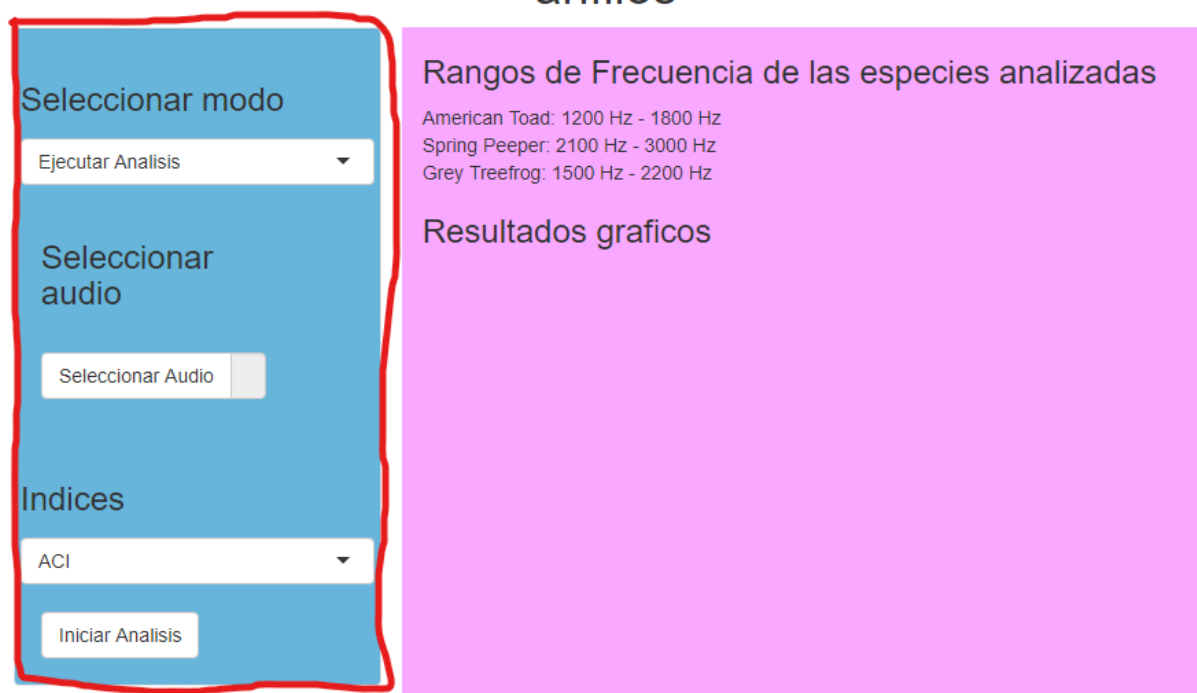 Seleccionar modo
Ejecutar Analisis
Seleccionar
audio
Seleccionar Audio
Indices
ACI
Iniciar Analisis
Rangos de Frecuencia de las especies analizadas
American Toad: 1200 Hz - 1800 Hz
Spring Peeper: 2100 Hz - 3000 Hz
Grey Treefrog: 1500 Hz - 2200 Hz
Resultados graficos